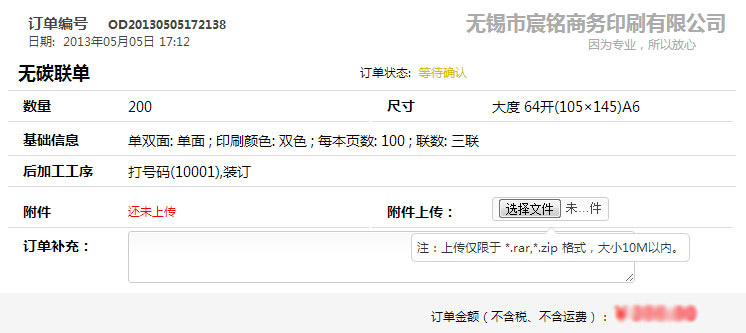 订单编号 OD20130505172138
无锡市宸铭商务印刷有限公司
日期: 2013年05月05日 17:12
因为专业，所以放心
无碳联单
订单状态: 等待确认
数量 200 尺寸 大度 64开(105×145)A6
基础信息 单双面: 单面 ; 印刷颜色: 双色 ; 每本页数: 100 ; 联数: 三联
后加工工序 打号码(10001),装订
附件 还未上传 附件上传： 选择文件 未...件
订单补充：
注：上传仅限于 *.rar,*.zip 格式，大小10M以内。
订单金额（不含税、不含运费）： ¥